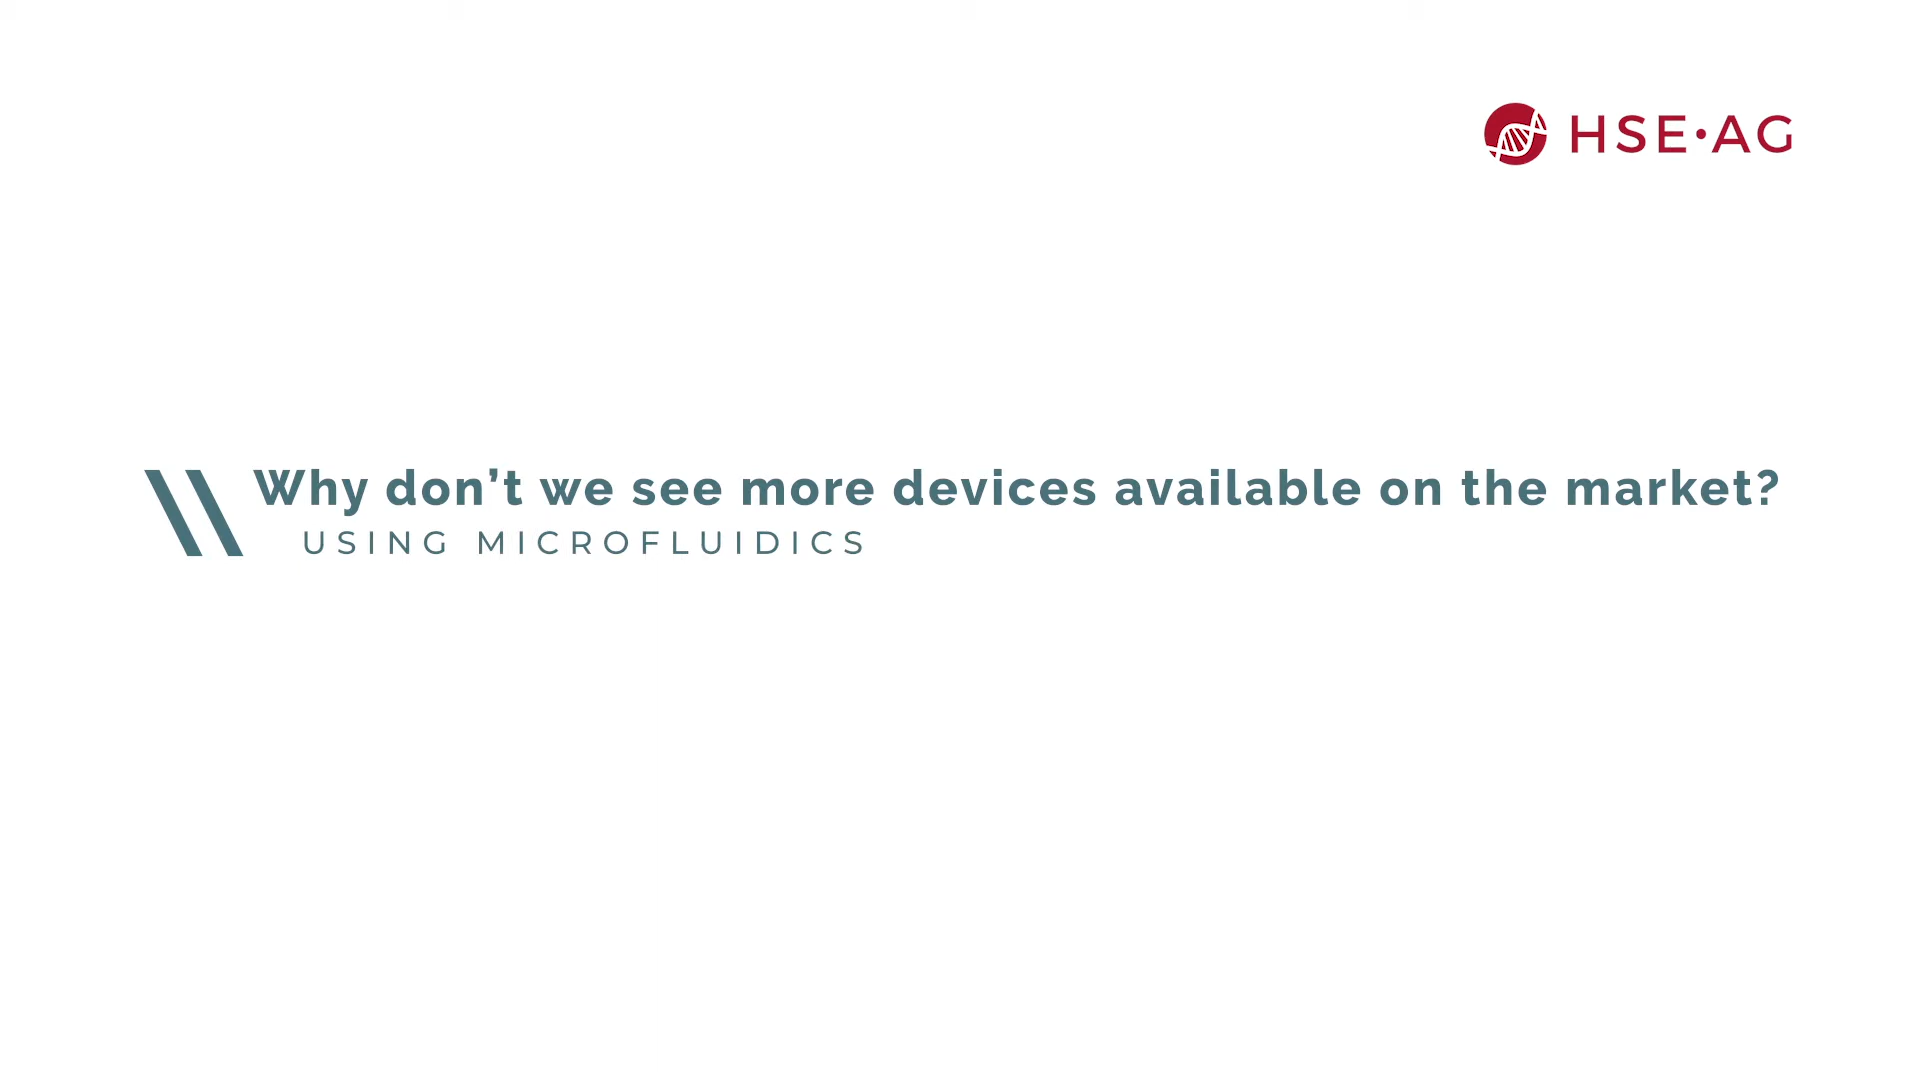 HSE•AG
Why don’t we see more devices available on the market?
USING MICROFLUIDICS